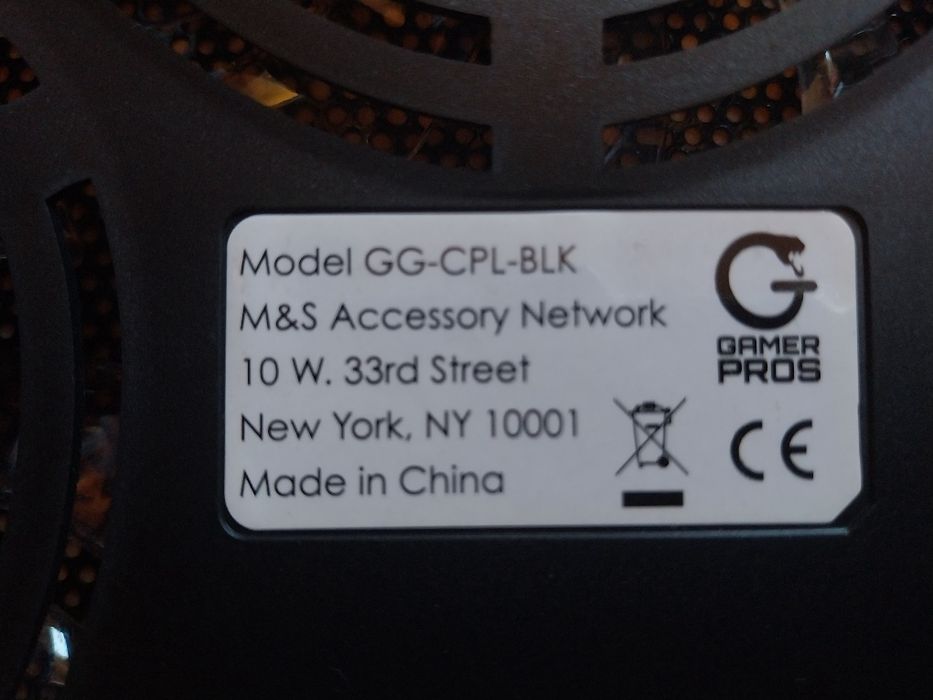 Model GG-CPL-BLK
M&S Accessory Network
10 W. 33rd Street
New York, NY 10001
Made in China
GAMER
PROS
CE